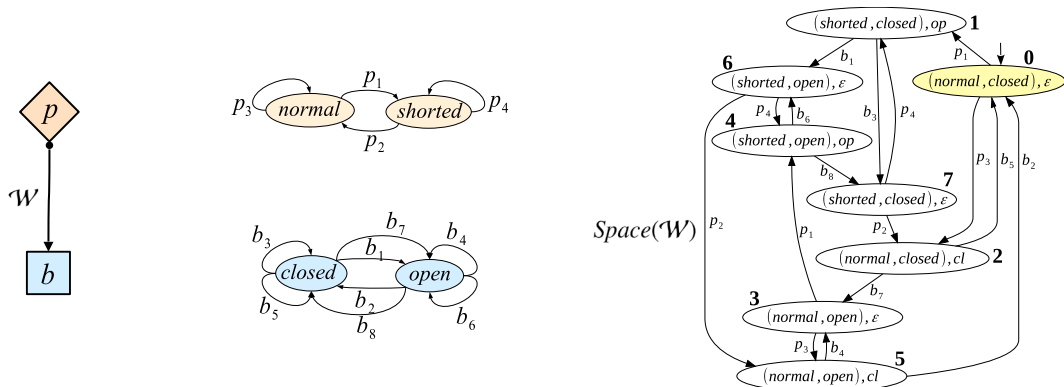 p
𝒲
b
p₁
p₃ normal shorted p₄
p₂
b₃ b₇ b₄
b₁
closed open
b₅ b₂ b₆
b₈
Space(𝒲)
(shorted,closed),op 1
b₁ p₁
6 0
(shorted,open),ε (normal,closed),ε
p₄ b₆ b₃ p₄
4
(shorted,open),op
b₈ p₃ b₅ b₂
7
(shorted,closed),ε
p₂ p₁ p₂
(normal,closed),cl 2
b₇
3
(normal,open),ε
p₃ b₄
5
(normal,open),cl